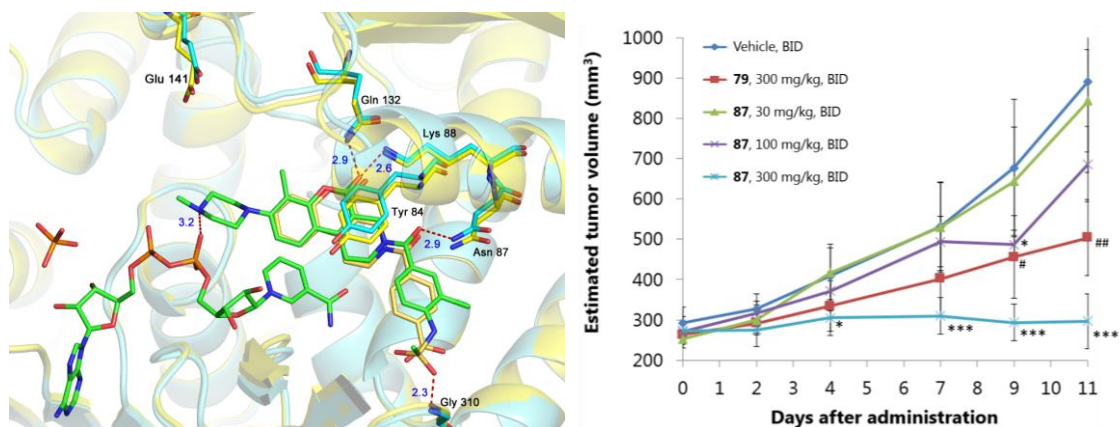 Glu 141
Gln 132
Lys 88
2.9
2.6
3.2
Tyr 84
2.9
Asn 87
2.3
Gly 310
Estimated tumor volume (mm³)
1000
900
800
700
600
500
400
300
200
Vehicle, BID
79, 300 mg/kg, BID
87, 30 mg/kg, BID
87, 100 mg/kg, BID
87, 300 mg/kg, BID
*
#
##
*
***
***
***
0 1 2 3 4 5 6 7 8 9 10 11
Days after administration